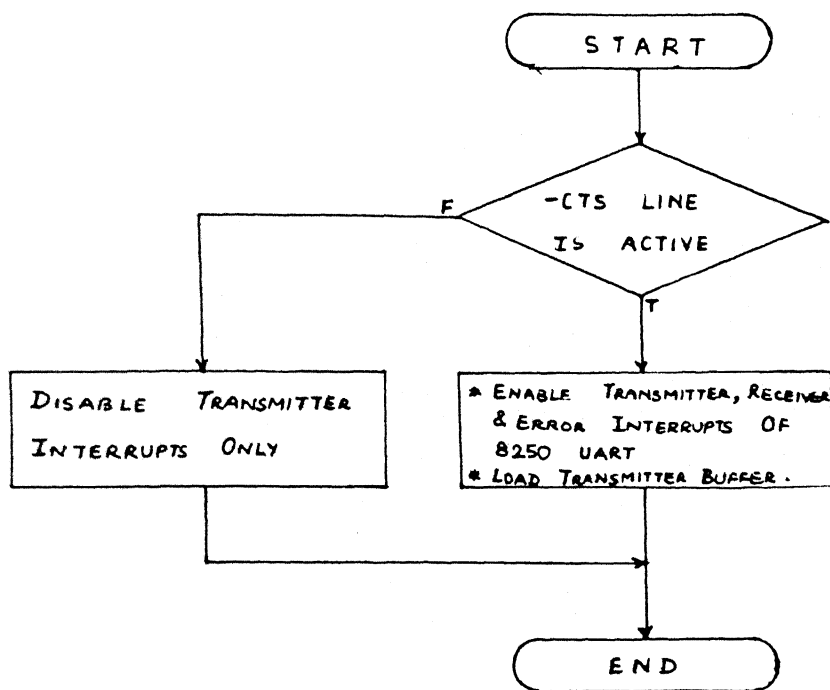 START
-CTS LINE
IS ACTIVE
F
T
DISABLE TRANSMITTER
INTERRUPTS ONLY
* ENABLE TRANSMITTER, RECEIVER
& ERROR INTERRUPTS OF
8250 UART
* LOAD TRANSMITTER BUFFER.
END